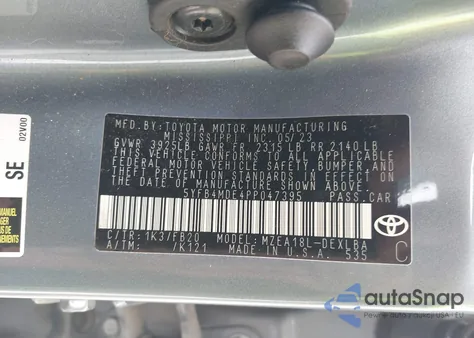 MFD.BY:TOYOTA MOTOR MANUFACTURING
MISSISSIPPI, INC. 05/23
GVWR 3925LB GAWR FR 2315 LB RR 2140 LB
THIS VEHICLE CONFORMS TO ALL APPLICABLE
FEDERAL MOTOR VEHICLE SAFETY,BUMPER,AND
THEFT PREVENTION STANDARDS IN EFFECT ON
THE DATE OF MANUFACTURE SHOWN ABOVE.
5YFB4MDE4PP047395 PASS.CAR
C/TR: 1K3/FB20 MODEL: MZEA18L-DEXLBA
A/TM: /K121 MADE IN U.S.A. 535
C
02V00
SE
autoSnap